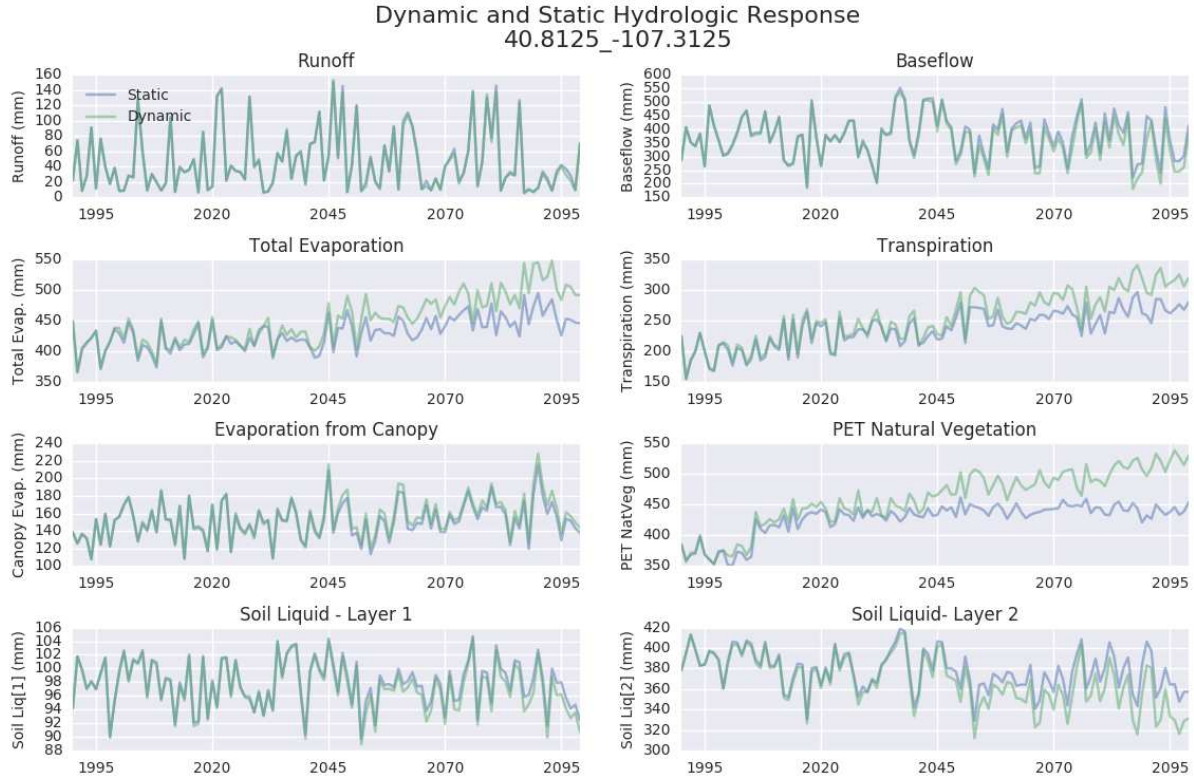 Dynamic and Static Hydrologic Response
40.8125_-107.3125
Runoff
Runoff (mm)
160
140
120
100
80
60
40
20
0
Static
Dynamic
1995 2020 2045 2070 2095
Baseflow
Baseflow (mm)
600
550
500
450
400
350
300
250
200
150
1995 2020 2045 2070 2095
Total Evaporation
Total Evap. (mm)
550
500
450
400
350
1995 2020 2045 2070 2095
Transpiration
Transpiration (mm)
350
300
250
200
150
1995 2020 2045 2070 2095
Evaporation from Canopy
Canopy Evap. (mm)
240
220
200
180
160
140
120
100
1995 2020 2045 2070 2095
PET Natural Vegetation
PET NatVeg (mm)
550
500
450
400
350
1995 2020 2045 2070 2095
Soil Liquid - Layer 1
Soil Liq[1] (mm)
106
104
102
100
98
96
94
92
90
88
1995 2020 2045 2070 2095
Soil Liquid- Layer 2
Soil Liq[2] (mm)
420
400
380
360
340
320
300
1995 2020 2045 2070 2095